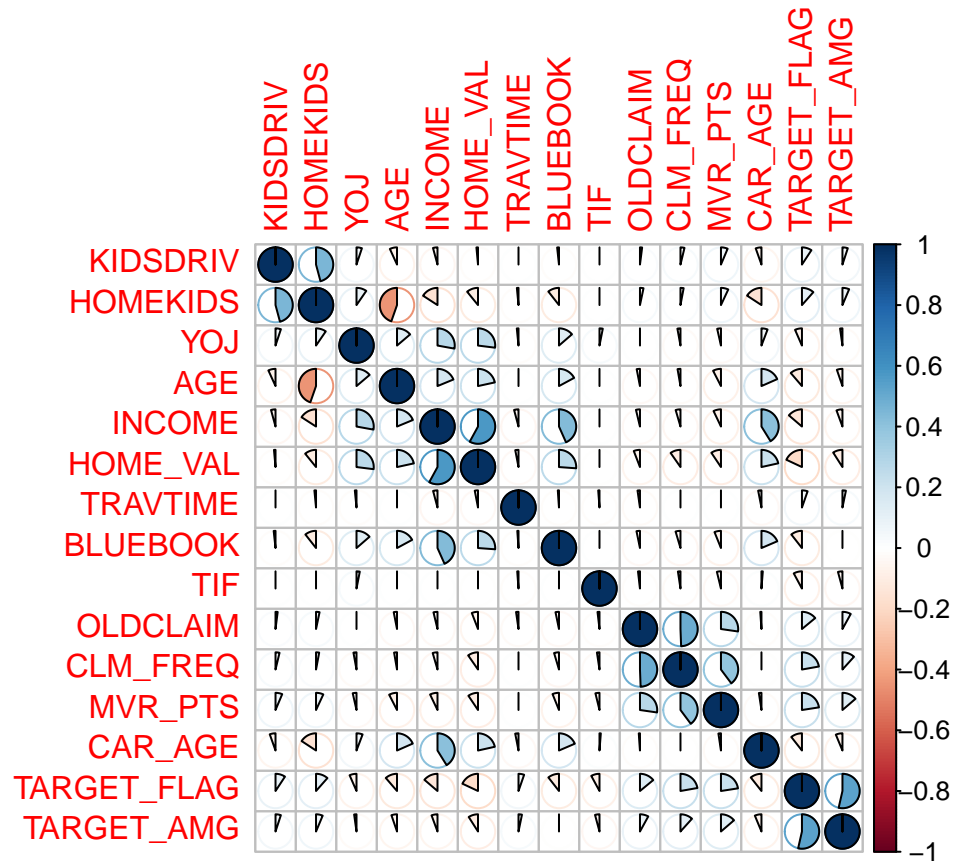 KIDSDRIV
HOMEKIDS
YOJ
AGE
INCOME
HOME_VAL
TRAVTIME
BLUEBOOK
TIF
OLDCLAIM
CLM_FREQ
MVR_PTS
CAR_AGE
TARGET_FLAG
TARGET_AMG
KIDSDRIV
HOMEKIDS
YOJ
AGE
INCOME
HOME_VAL
TRAVTIME
BLUEBOOK
TIF
OLDCLAIM
CLM_FREQ
MVR_PTS
CAR_AGE
TARGET_FLAG
TARGET_AMG
1
0.8
0.6
0.4
0.2
0
−0.2
−0.4
−0.6
−0.8
−1